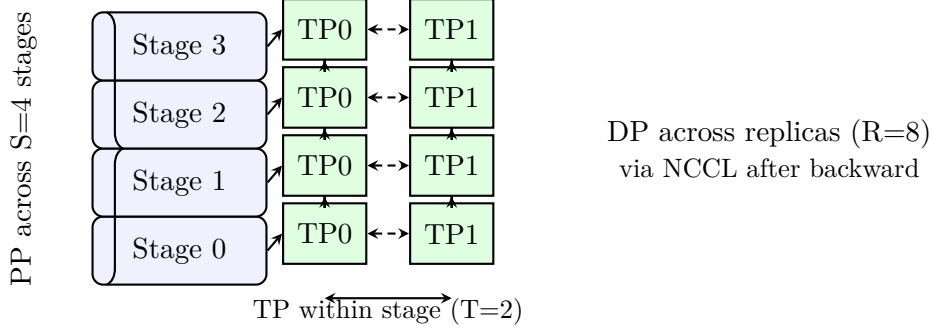 PP across S=4 stages
Stage 3 TP0 TP1
Stage 2 TP0 TP1
Stage 1 TP0 TP1
Stage 0 TP0 TP1
TP within stage (T=2)
DP across replicas (R=8)
via NCCL after backward